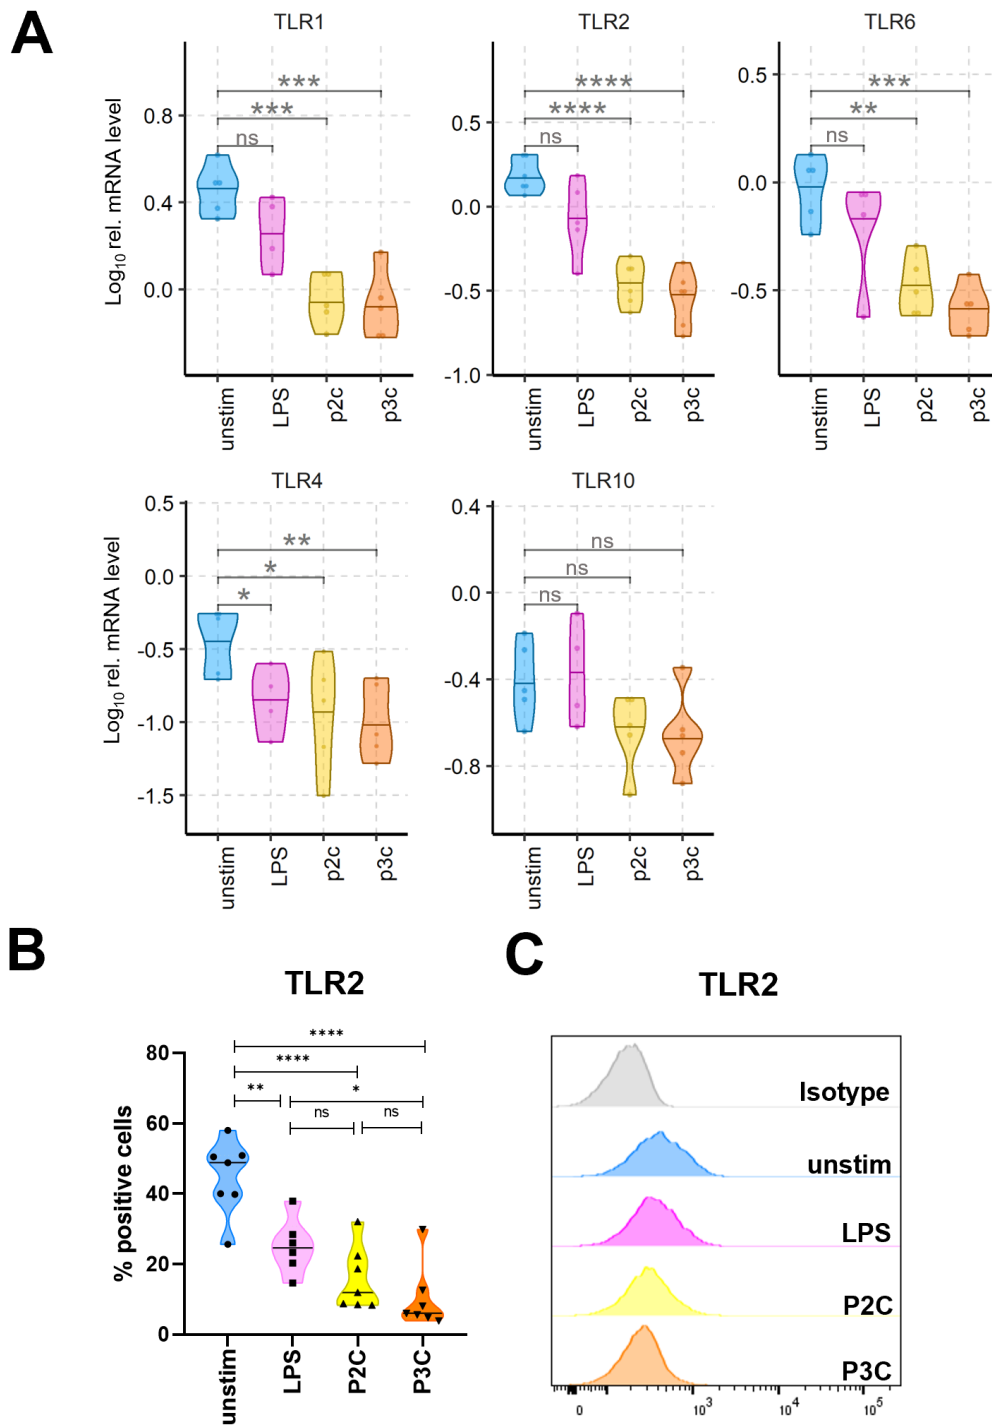 A
TLR1
TLR2
TLR6
Log10 rel. mRNA level
0.8
0.4
0.0
***
***
ns
unstim
LPS
p2c
p3c
0.5
0.0
-0.5
-1.0
****
****
ns
unstim
LPS
p2c
p3c
0.5
0.0
-0.5
***
**
ns
unstim
LPS
p2c
p3c
TLR4
TLR10
Log10 rel. mRNA level
0.5
0.0
-0.5
-1.0
-1.5
**
*
*
unstim
LPS
p2c
p3c
0.4
0.0
-0.4
-0.8
ns
ns
ns
unstim
LPS
p2c
p3c
B
TLR2
% positive cells
80
60
40
20
0
****
****
** *
ns ns
unstim
LPS
P2C
P3C
C
TLR2
Isotype
unstim
LPS
P2C
P3C
0 10³ 10⁴ 10⁵